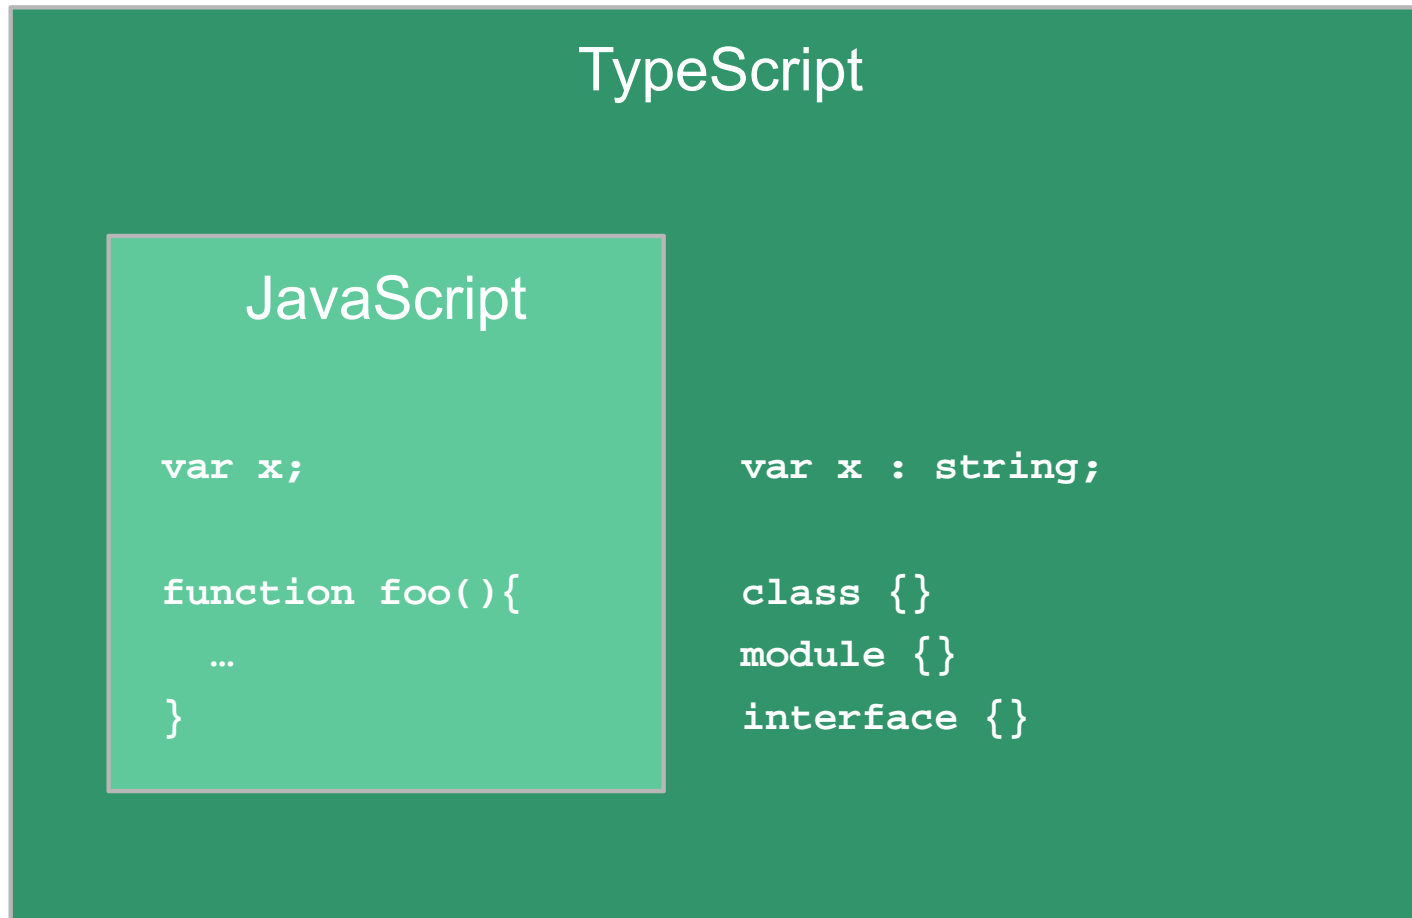 TypeScript
JavaScript
var x;
function foo(){
…
}
var x : string;
class {}
module {}
interface {}